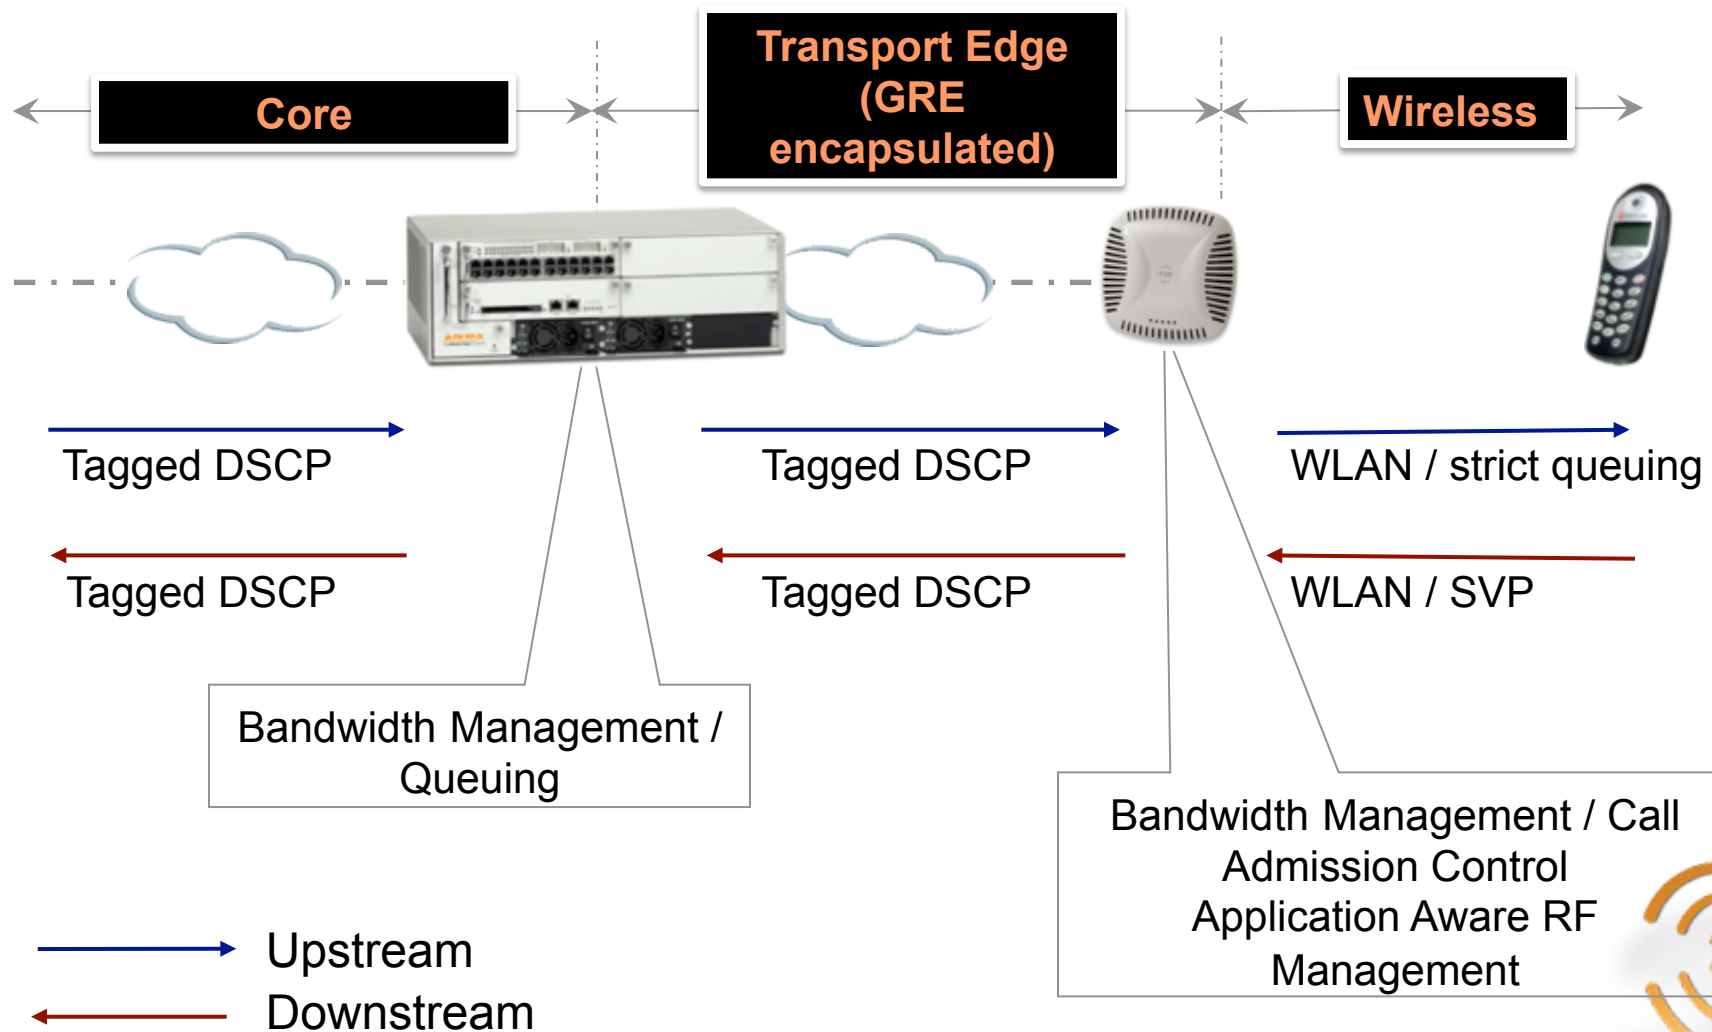 Transport Edge
(GRE
encapsulated)
Core
Wireless
Tagged DSCP
Tagged DSCP
WLAN / strict queuing
Tagged DSCP
Tagged DSCP
WLAN / SVP
Bandwidth Management /
Queuing
Bandwidth Management / Call
Admission Control
Application Aware RF
Management
Upstream
Downstream